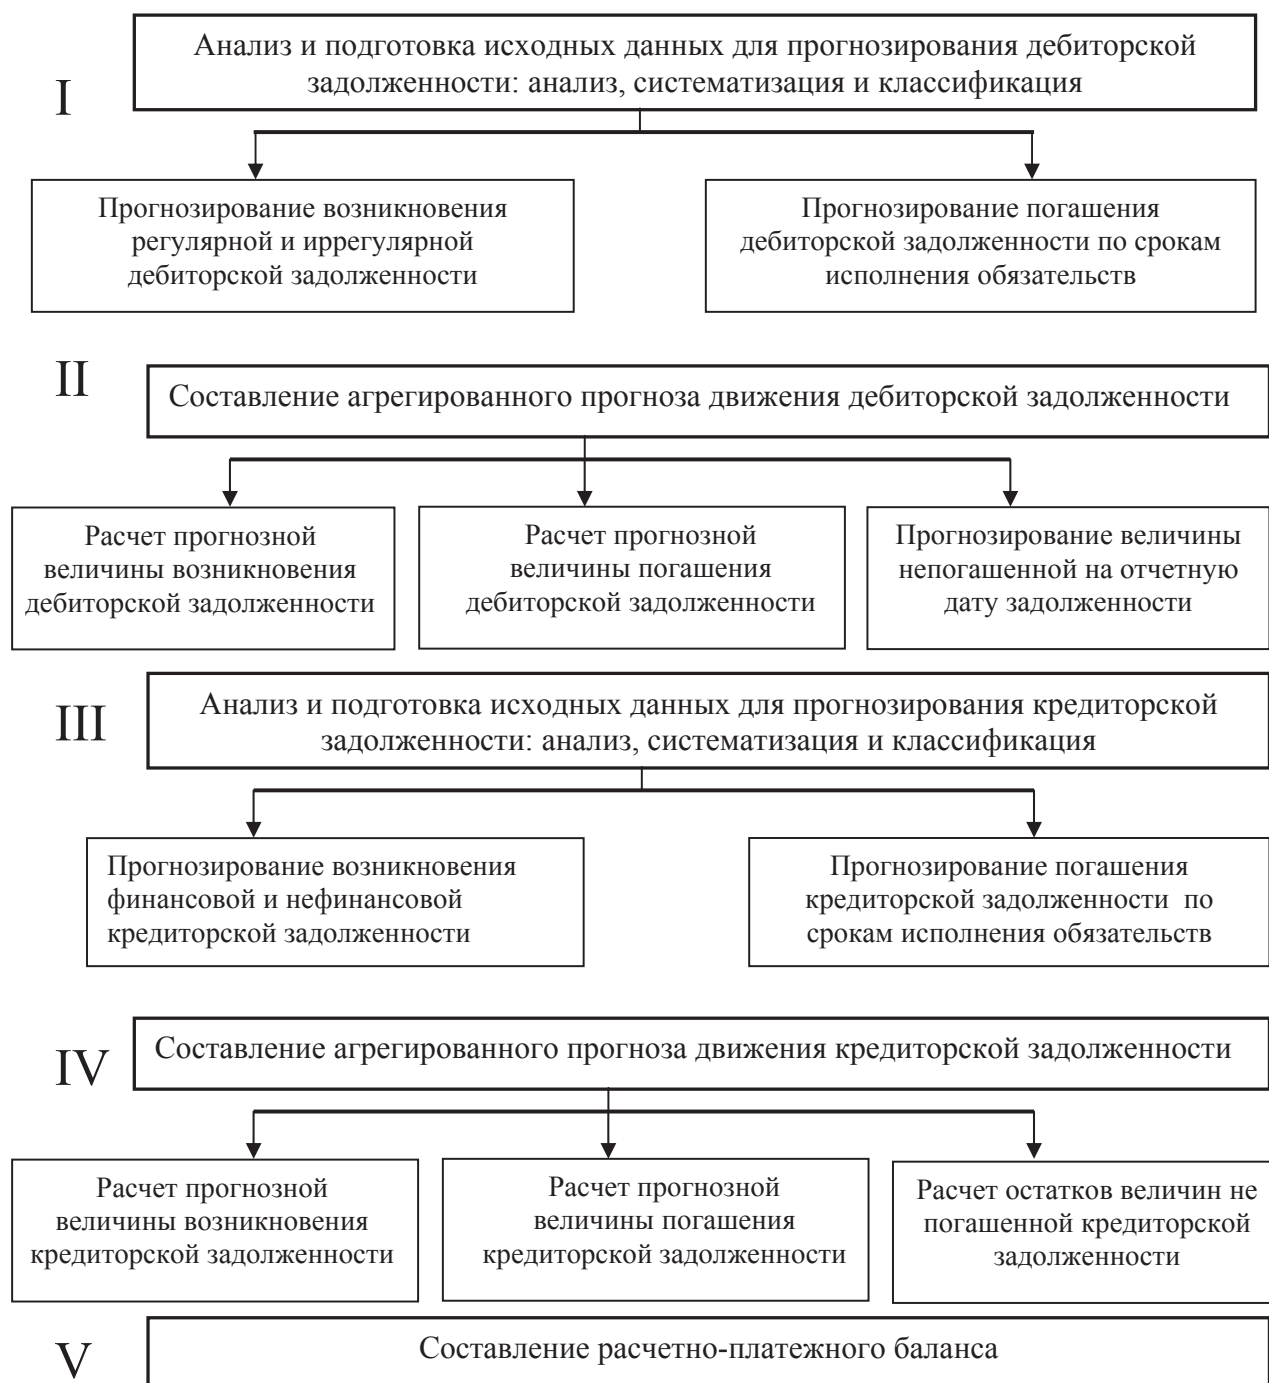 I
Анализ и подготовка исходных данных для прогнозирования дебиторской
задолженности: анализ, систематизация и классификация
Прогнозирование возникновения
регулярной и иррегулярной
дебиторской задолженности
Прогнозирование погашения
дебиторской задолженности по срокам
исполнения обязательств
II
Составление агрегированного прогноза движения дебиторской задолженности
Расчет прогнозной
величины возникновения
дебиторской задолженности
Расчет прогнозной
величины погашения
дебиторской задолженности
Прогнозирование величины
непогашенной на отчетную
дату задолженности
III
Анализ и подготовка исходных данных для прогнозирования кредиторской
задолженности: анализ, систематизация и классификация
Прогнозирование возникновения
финансовой и нефинансовой
кредиторской задолженности
Прогнозирование погашения
кредиторской задолженности по
срокам исполнения обязательств
IV
Составление агрегированного прогноза движения кредиторской задолженности
Расчет прогнозной
величины возникновения
кредиторской задолженности
Расчет прогнозной
величины погашения
кредиторской задолженности
Расчет остатков величин не
погашенной кредиторской
задолженности
V
Составление расчетно-платежного баланса